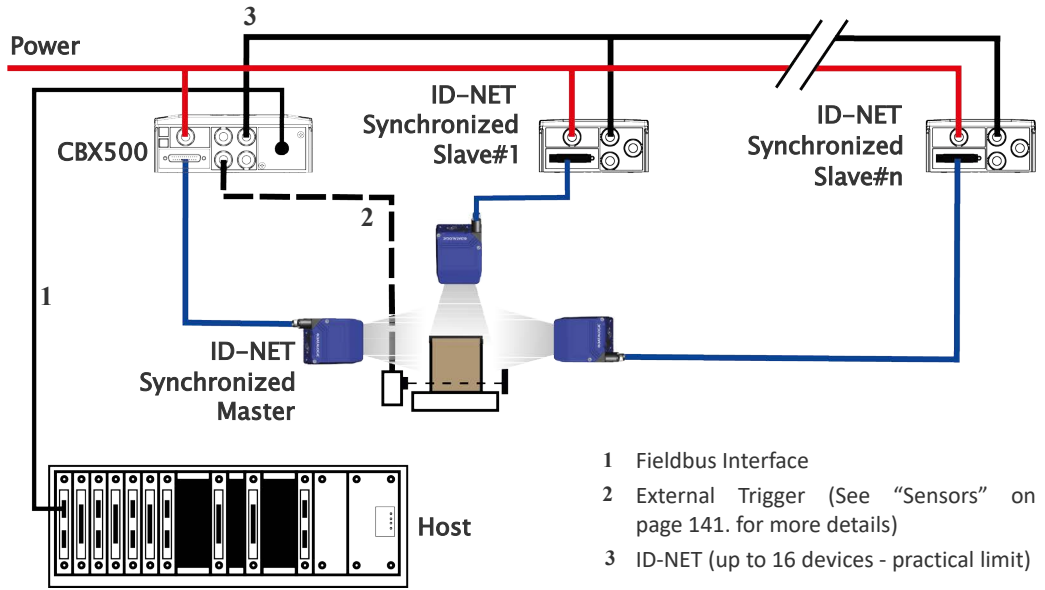 3
Power
ID-NET
Synchronized
Slave#1
ID-NET
Synchronized
Slave#n
CBX500
2
1
ID-NET
Synchronized
Master
Host
1 Fieldbus Interface
2 External Trigger (See “Sensors” on
page 141. for more details)
3 ID-NET (up to 16 devices - practical limit)